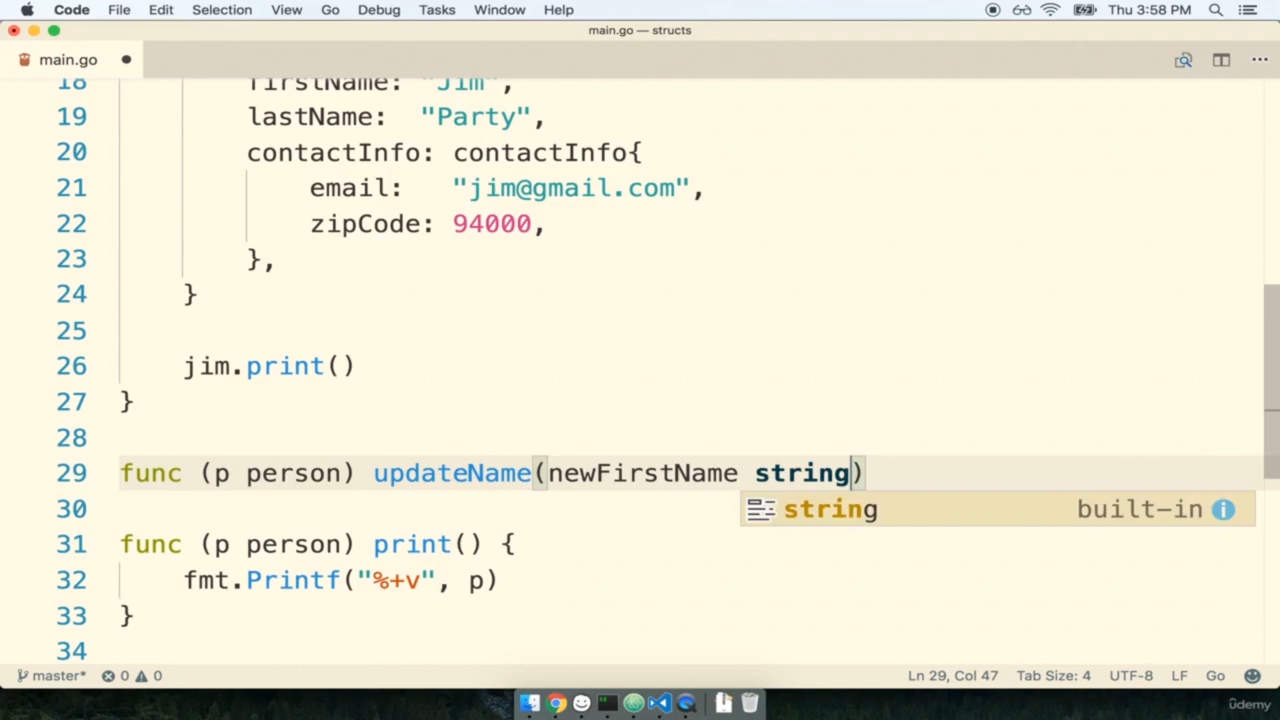 Code File Edit Selection View Go Debug Tasks Window Help Thu 3:58 PM
main.go — structs
main.go
18 firstName: "Jim",
19 lastName: "Party",
20 contactInfo: contactInfo{
21 email: "jim@gmail.com",
22 zipCode: 94000,
23 },
24 }
25
26 jim.print()
27 }
28
29 func (p person) updateName(newFirstName string)
string built-in
30
31 func (p person) print() {
32 fmt.Printf("%+v", p)
33 }
34
master* 0 0 Ln 29, Col 47 Tab Size: 4 UTF-8 LF Go
ûdemy